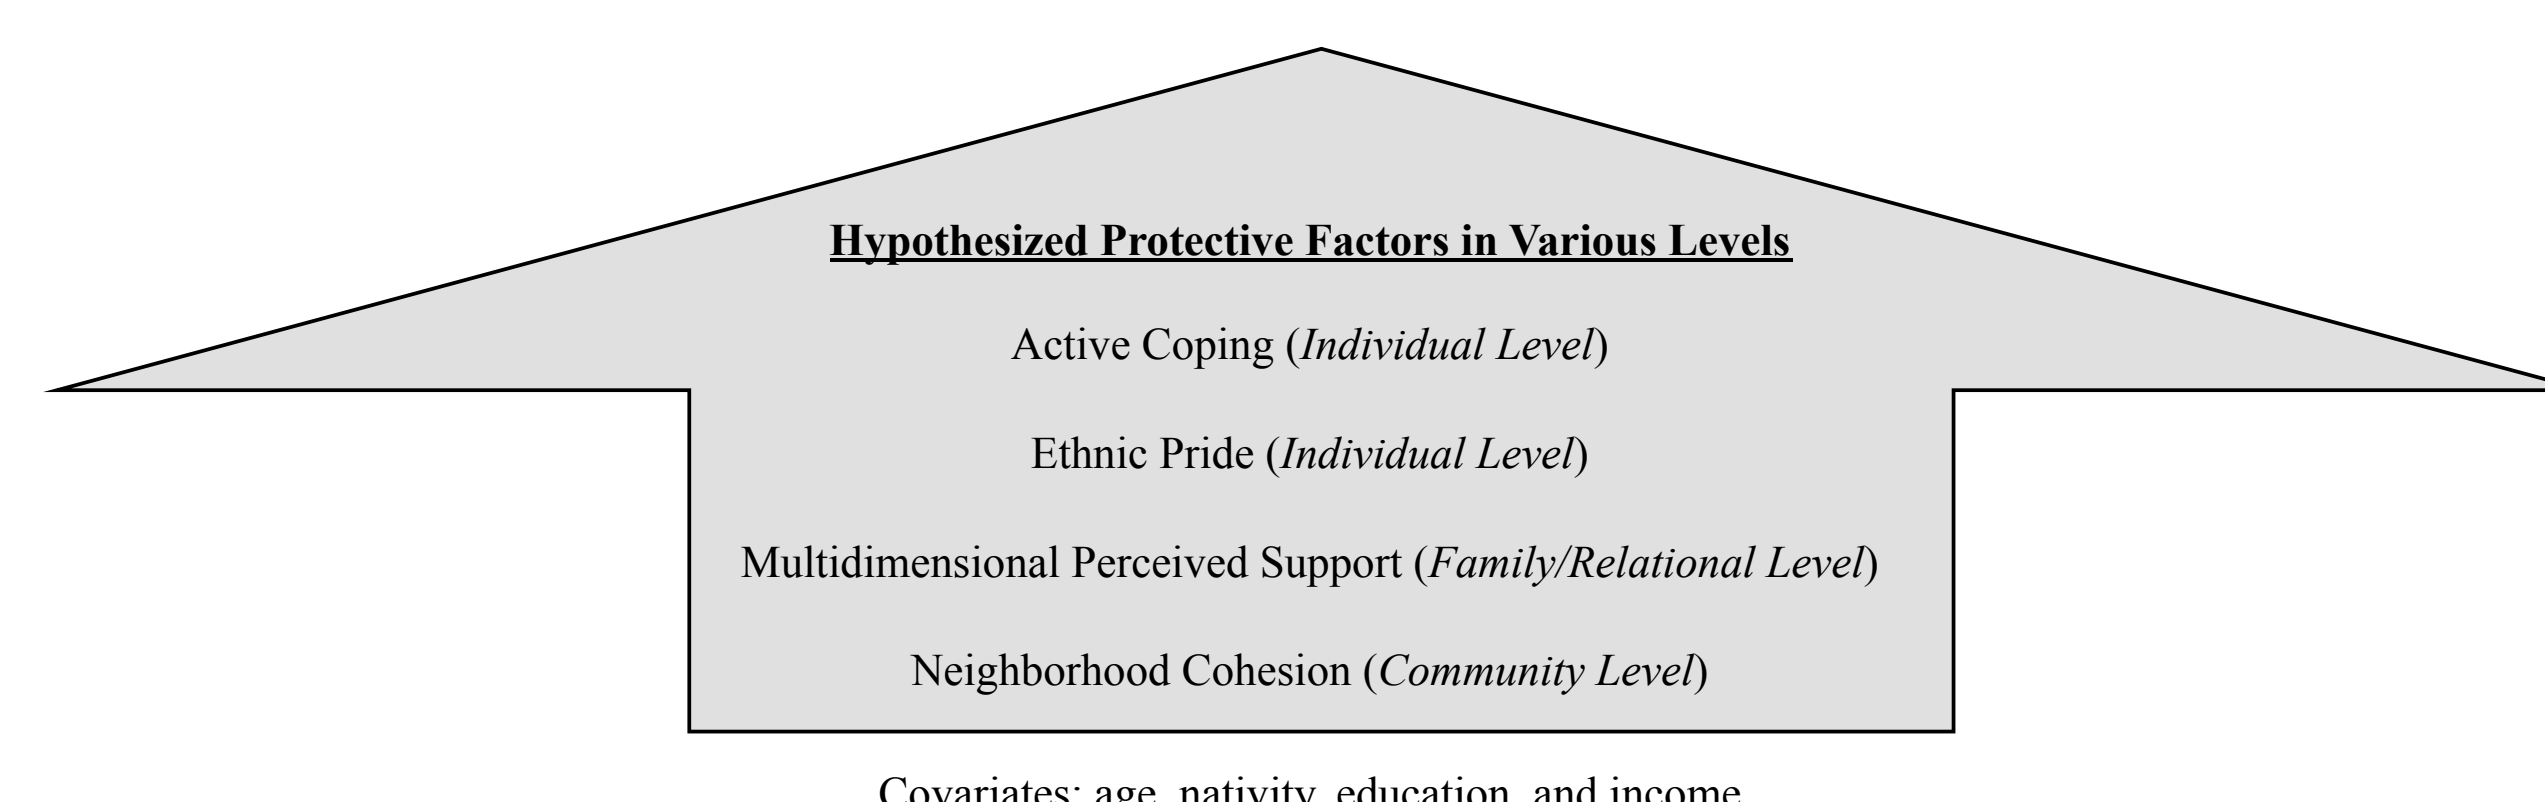 Hypothesized Protective Factors in Various Levels
Active Coping (Individual Level)
Ethnic Pride (Individual Level)
Multidimensional Perceived Support (Family/Relational Level)
Neighborhood Cohesion (Community Level)
Covariates: age, nativity, education, and income